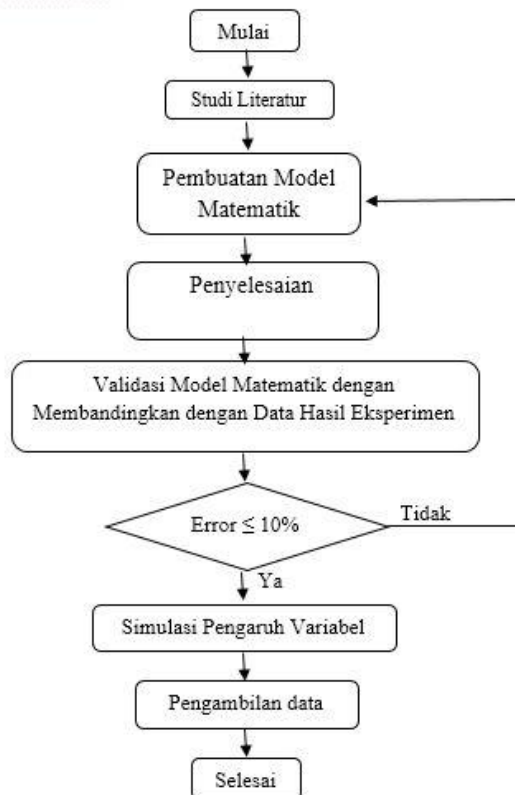 Mulai
Studi Literatur
Pembuatan Model
Matematik
Penyelesaian
Validasi Model Matematik dengan
Membandingkan dengan Data Hasil Eksperimen
Error ≤ 10%
Tidak
Ya
Simulasi Pengaruh Variabel
Pengambilan data
Selesai